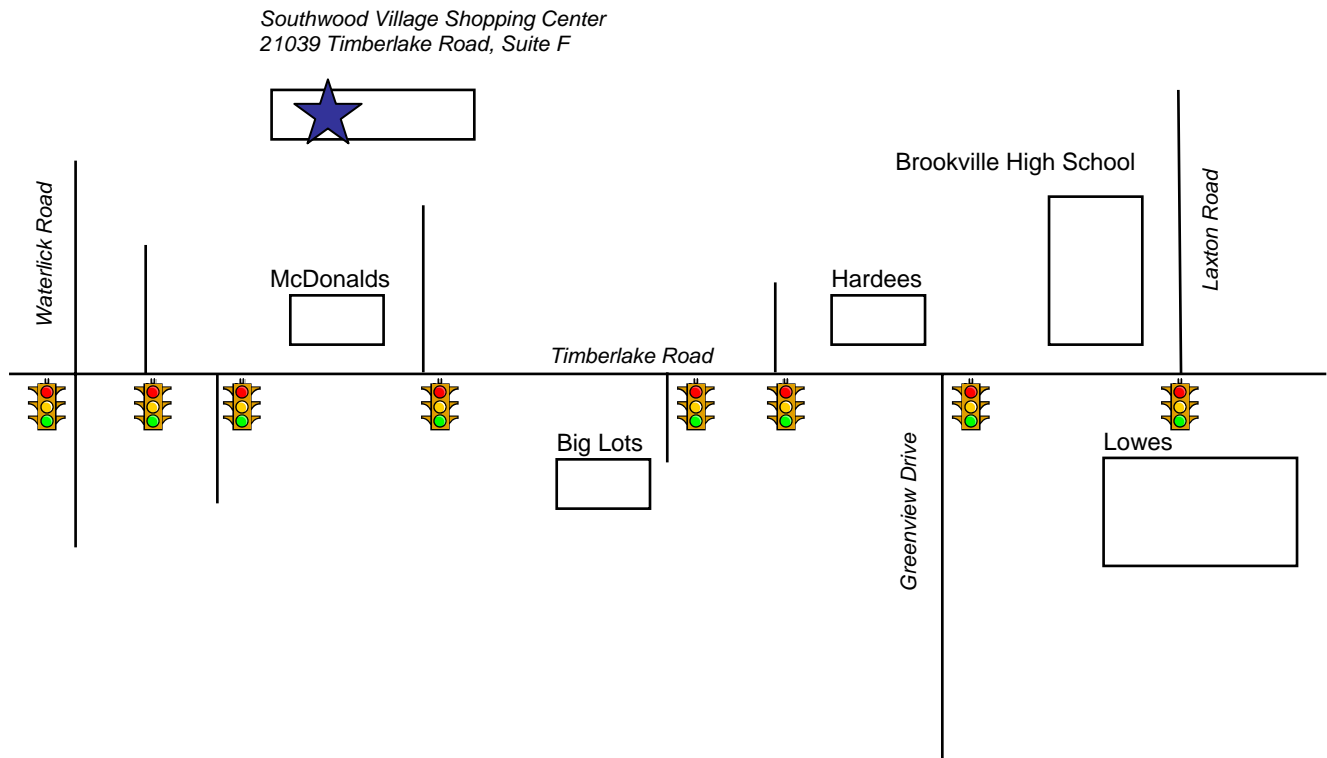 Southwood Village Shopping Center
21039 Timberlake Road, Suite F
Brookville High School
Waterlick Road
Laxton Road
McDonalds
Hardees
Timberlake Road
Big Lots
Greenview Drive
Lowes